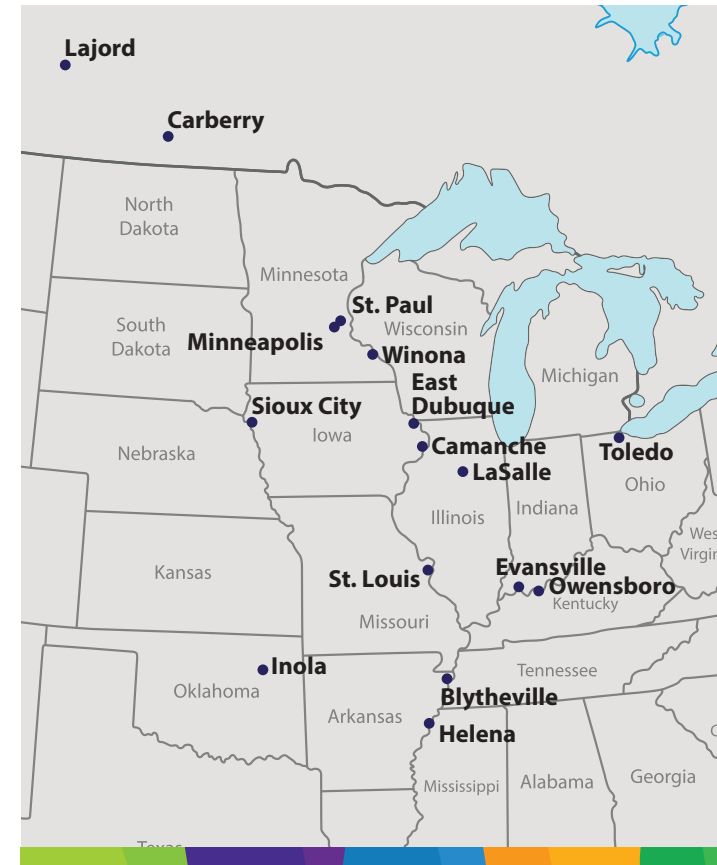 Lajord
Carberry
North
Dakota
Minnesota
St. Paul
South
Dakota
Wisconsin
Minneapolis
Winona
East
Dubuque
Michigan
Sioux City
Iowa
Camanche
Toledo
Nebraska
LaSalle
Ohio
Illinois
Indiana
Wes
Virgin
Evansville
Kansas
St. Louis
Owensboro
Kentucky
Missouri
Inola
Tennessee
Oklahoma
Blytheville
Arkansas
Helena
Mississippi
Alabama
Georgia
Texas